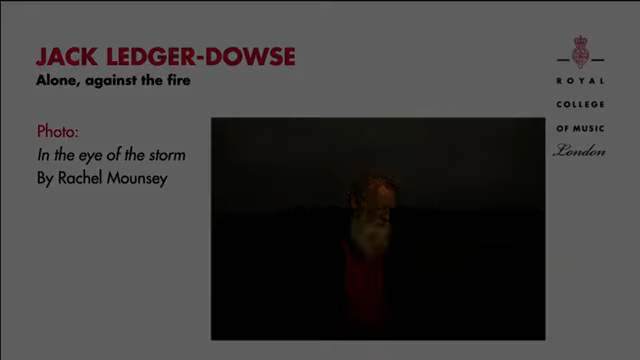 JACK LEDGER-DOWSE
Alone, against the fire
Photo:
In the eye of the storm
By Rachel Mounsey
ROYAL
COLLEGE
OF MUSIC
London